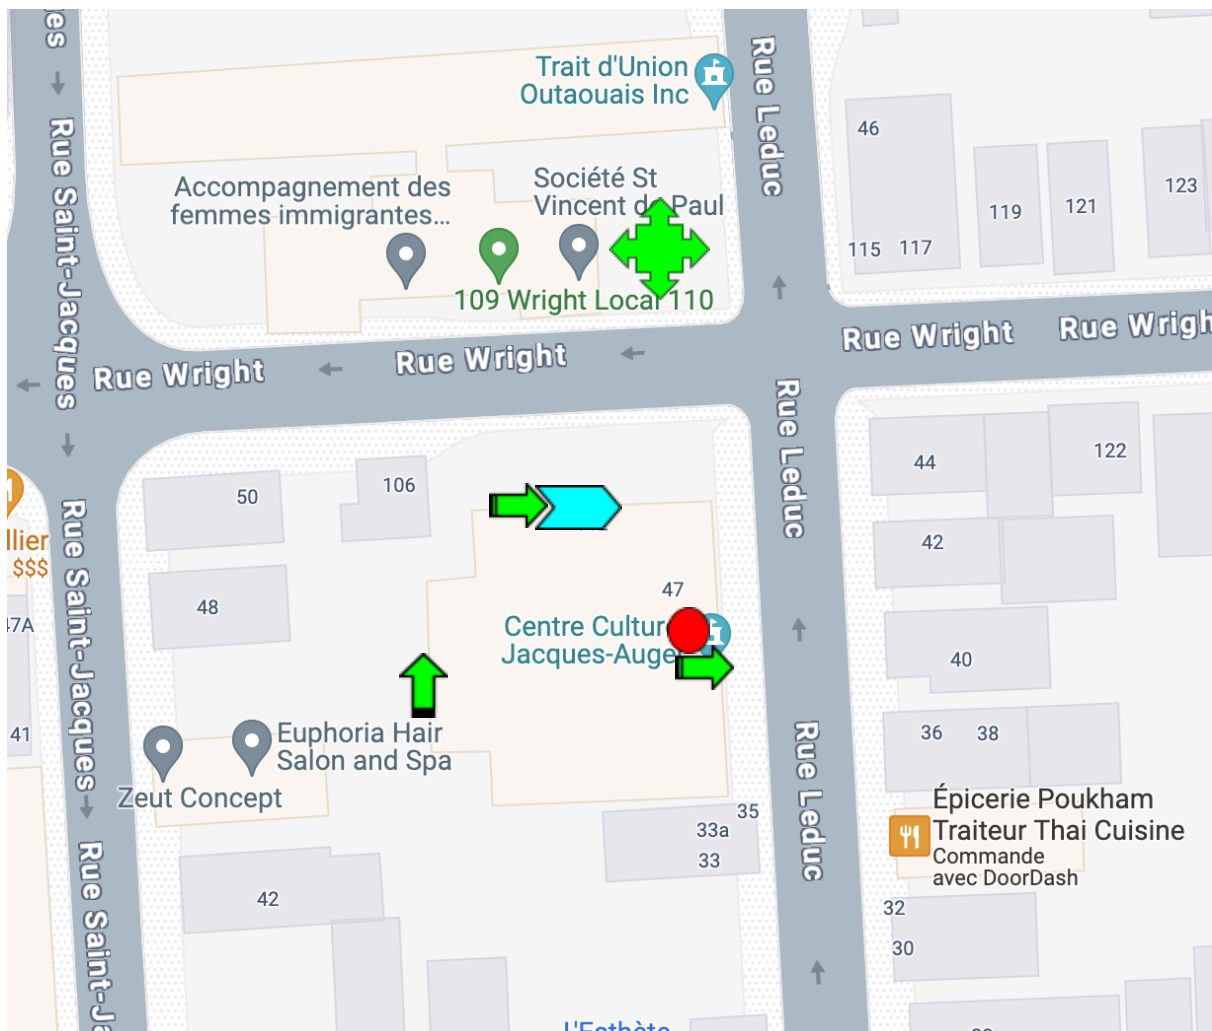 es
Rue Saint-Jacques
Trait d'Union
Outaouais Inc
Rue Leduc
46
123
119
121
115
117
Accompagnement des
femmes immigrantes...
Société St
Vincent de Paul
109 Wright Local 110
Rue Wright
Rue Wright
Rue Wright
Rue Wrigh
Rue Leduc
44
122
50
106
llier
$$$
42
48
47
47A
Rue Saint-Jacques
Centre Culture
Jacques-Auger
40
41
36
38
Euphoria Hair
Salon and Spa
Zeut Concept
Rue Leduc
35
33a
33
Épicerie Poukham
Traiteur Thai Cuisine
Commande
avec DoorDash
Rue Saint-Ja
42
32
30
L'Esthète